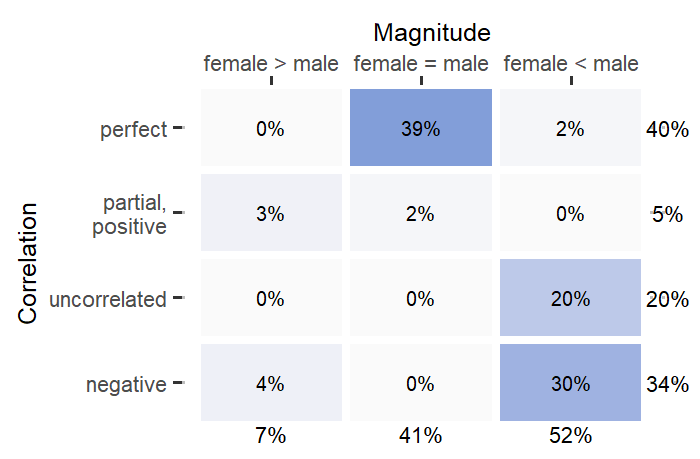 Magnitude
female > male female = male female < male
perfect 0% 39% 2% 40%
partial,
positive 3% 2% 0% 5%
uncorrelated 0% 0% 20% 20%
negative 4% 0% 30% 34%
7% 41% 52%
Correlation